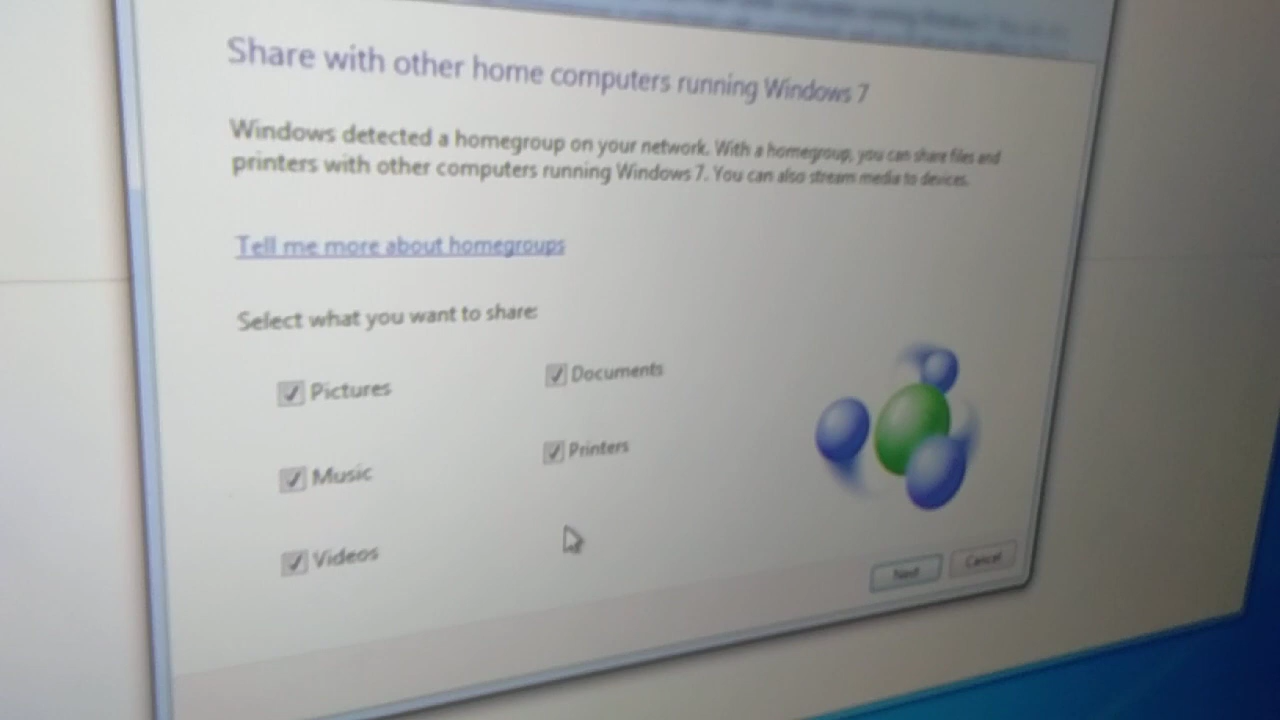 Share with other home computers running Windows 7
Windows detected a homegroup on your network. With a homegroup, you can share files and
printers with other computers running Windows 7. You can also stream media to devices.
Tell me more about homegroups
Select what you want to share:
Pictures
Documents
Music
Printers
Videos
Next
Cancel